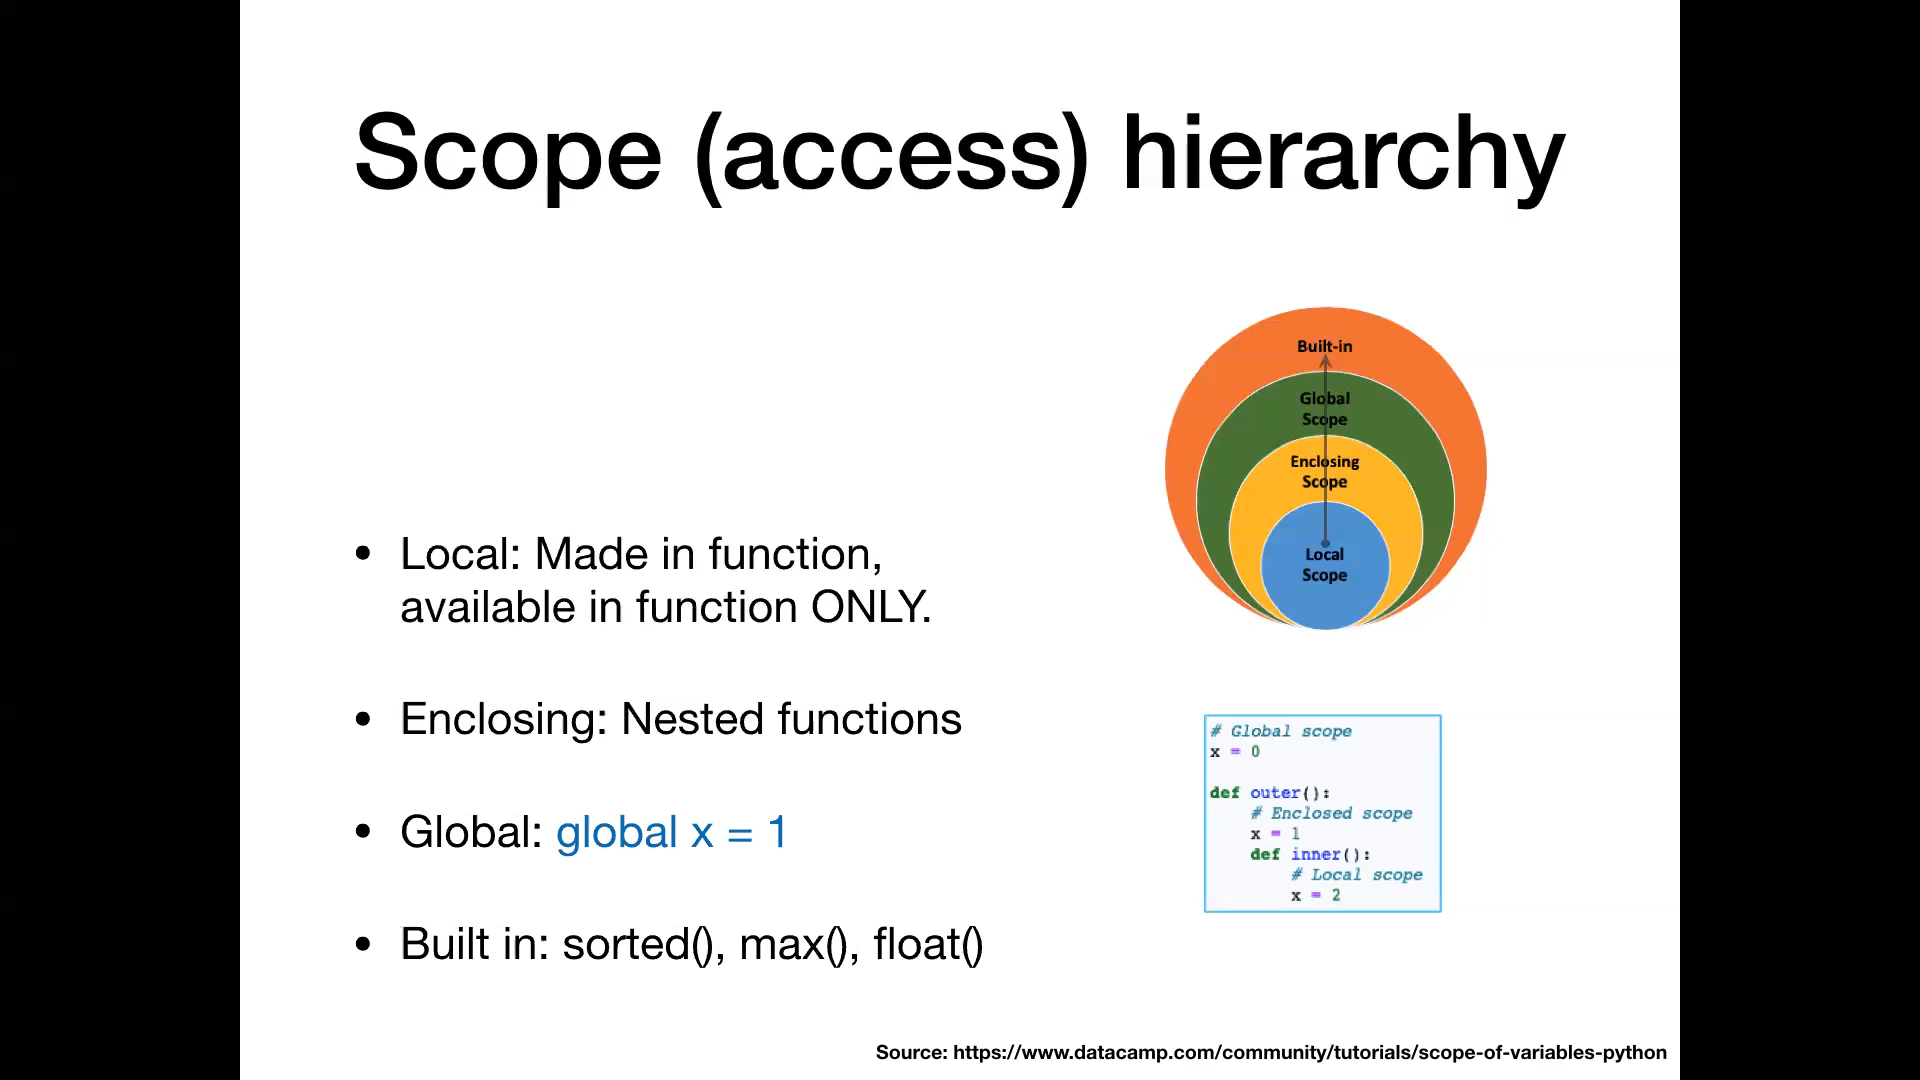 Scope (access) hierarchy
• Local: Made in function,
available in function ONLY.
• Enclosing: Nested functions
• Global: global x = 1
• Built in: sorted(), max(), float()
Built-in
Global
Scope
Enclosing
Scope
Local
Scope
# Global scope
x = 0
def outer():
    # Enclosed scope
    x = 1
    def inner():
        # Local scope
        x = 2
Source: https://www.datacamp.com/community/tutorials/scope-of-variables-python